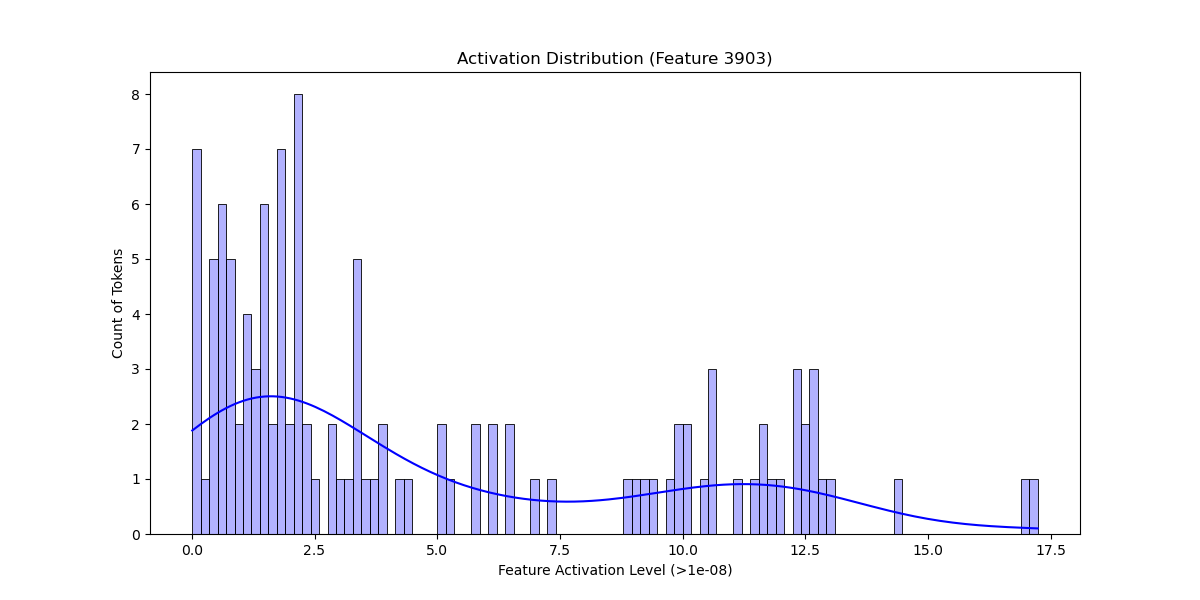 Activation Distribution (Feature 3903)
8
7
6
5
4
3
2
1
0
Count of Tokens
0.0 2.5 5.0 7.5 10.0 12.5 15.0 17.5
Feature Activation Level (>1e-08)